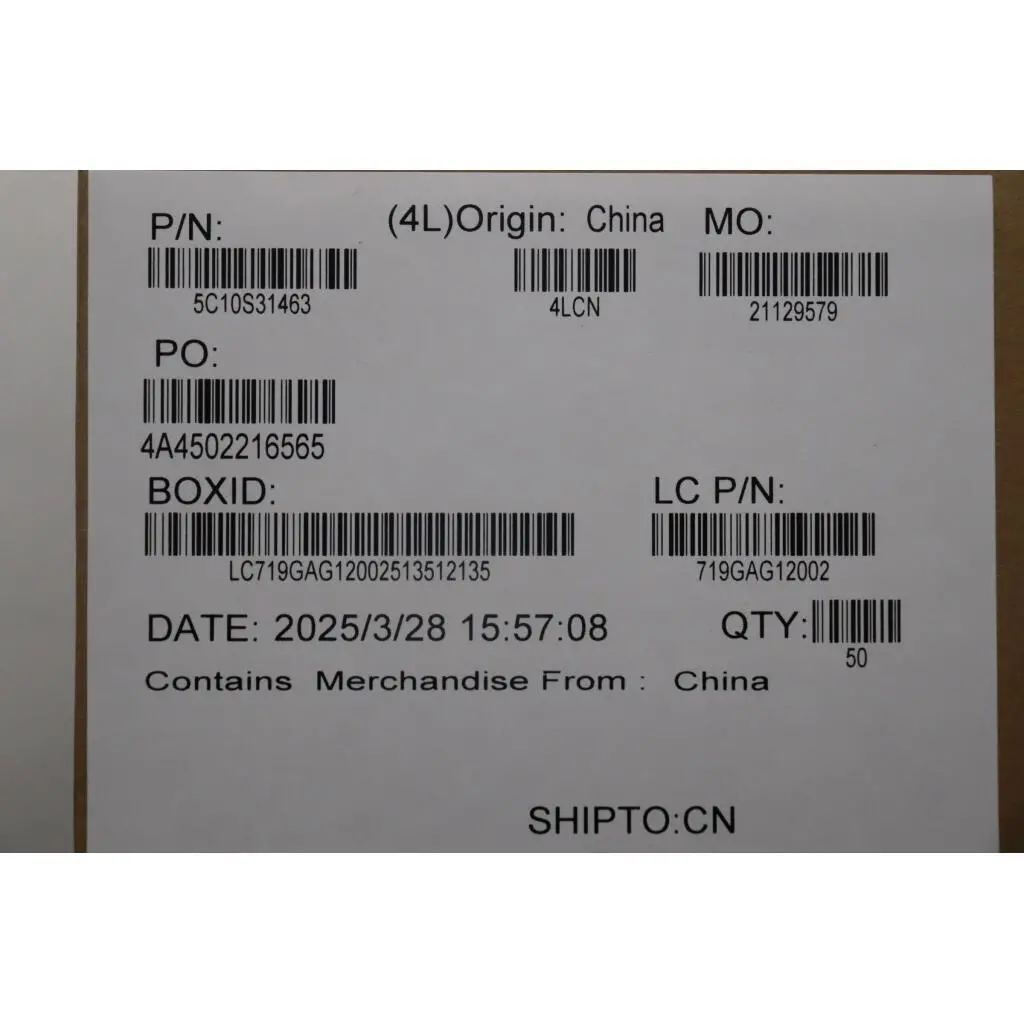 P/N: (4L)Origin: China MO:
5C10S31463 4LCN 21129579
PO:
4A4502216565
BOXID: LC P/N:
LC719GAG12002513512135 719GAG12002
DATE: 2025/3/28 15:57:08 QTY:
50
Contains Merchandise From : China
SHIPTO:CN